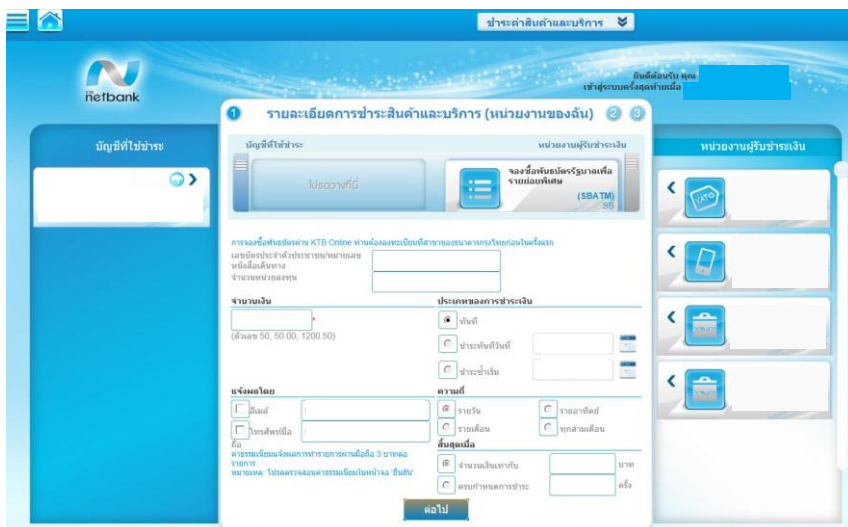 ชำระค่าสินค้าและบริการ
netbank
ยินดีต้อนรับ คุณ
เข้าสู่ระบบครั้งสุดท้ายเมื่อ
1 รายละเอียดการชำระสินค้าและบริการ (หน่วยงานของฉัน) 2 3
บัญชีที่ใช้ชำระ
หน่วยงานผู้รับชำระเงิน
บัญชีที่ใช้ชำระ
หน่วยงานผู้รับชำระเงิน
โปรดวางที่นี่
จองซื้อพันธบัตรรัฐบาลเพื่อ
รายย่อยพิเศษ
(SBATM)
SB
การจองซื้อพันธบัตรผ่าน KTB Online ท่านต้องลงทะเบียนที่สาขาของธนาคารกรุงไทยก่อนในครั้งแรก
เลขบัตรประจำตัวประชาชน/หมายเลข
หนังสือเดินทาง
จำนวนหน่วยลงทุน
จำนวนเงิน
*
(ตัวเลข 50, 50.00, 1200.50)
ประเภทของการชำระเงิน
ทันที
ชำระทันทีวันที่
ชำระซ้ำเริ่ม
แจ้งผลโดย
อีเมล์
โทรศัพท์มือ
ถือ
ค่าธรรมเนียมแจ้งผลการทำรายการผ่านมือถือ 3 บาทต่อ
รายการ
หมายเหตุ: โปรดตรวจสอบค่าธรรมเนียมในหน้าจอ 'ยืนยัน'
ความถี่
รายวัน
รายอาทิตย์
รายเดือน
ทุกสามเดือน
สิ้นสุดเมื่อ
จำนวนเงินเท่ากับ
บาท
ครบกำหนดการชำระ
ครั้ง
ต่อไป